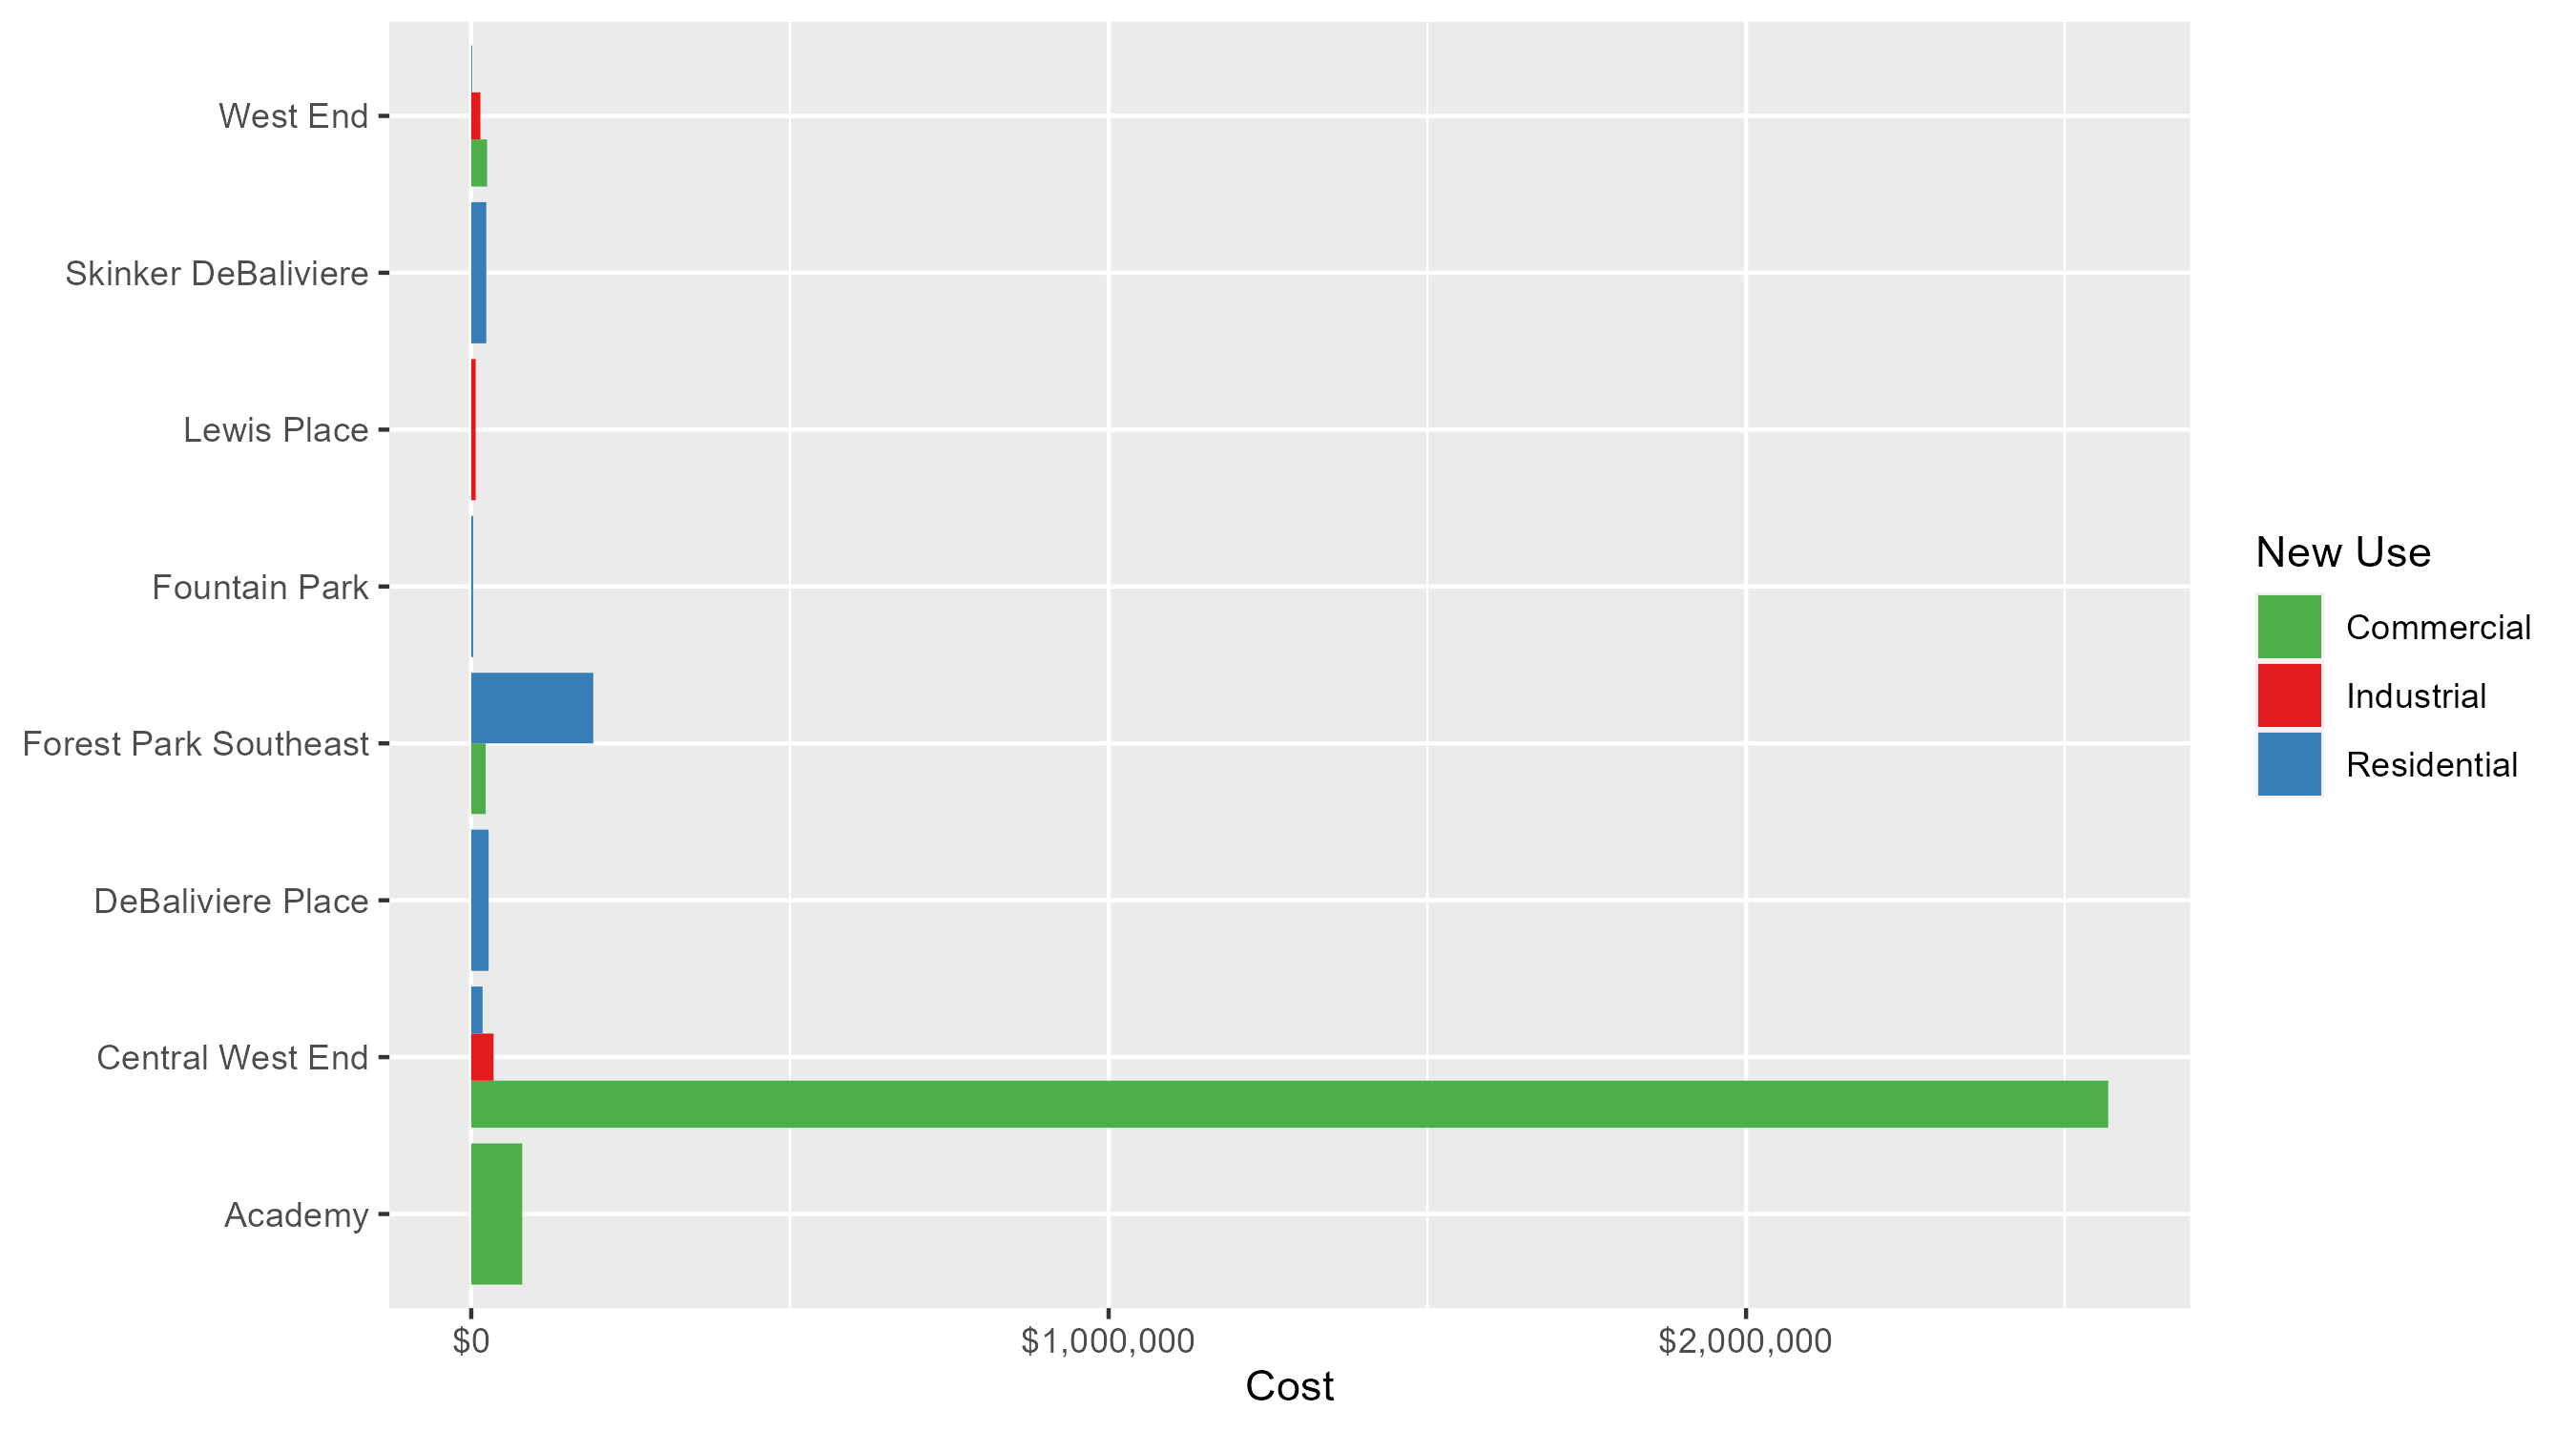 West End
Skinker DeBaliviere
Lewis Place
Fountain Park
Forest Park Southeast
DeBaliviere Place
Central West End
Academy
$0 $1,000,000 $2,000,000
Cost
New Use
Commercial
Industrial
Residential